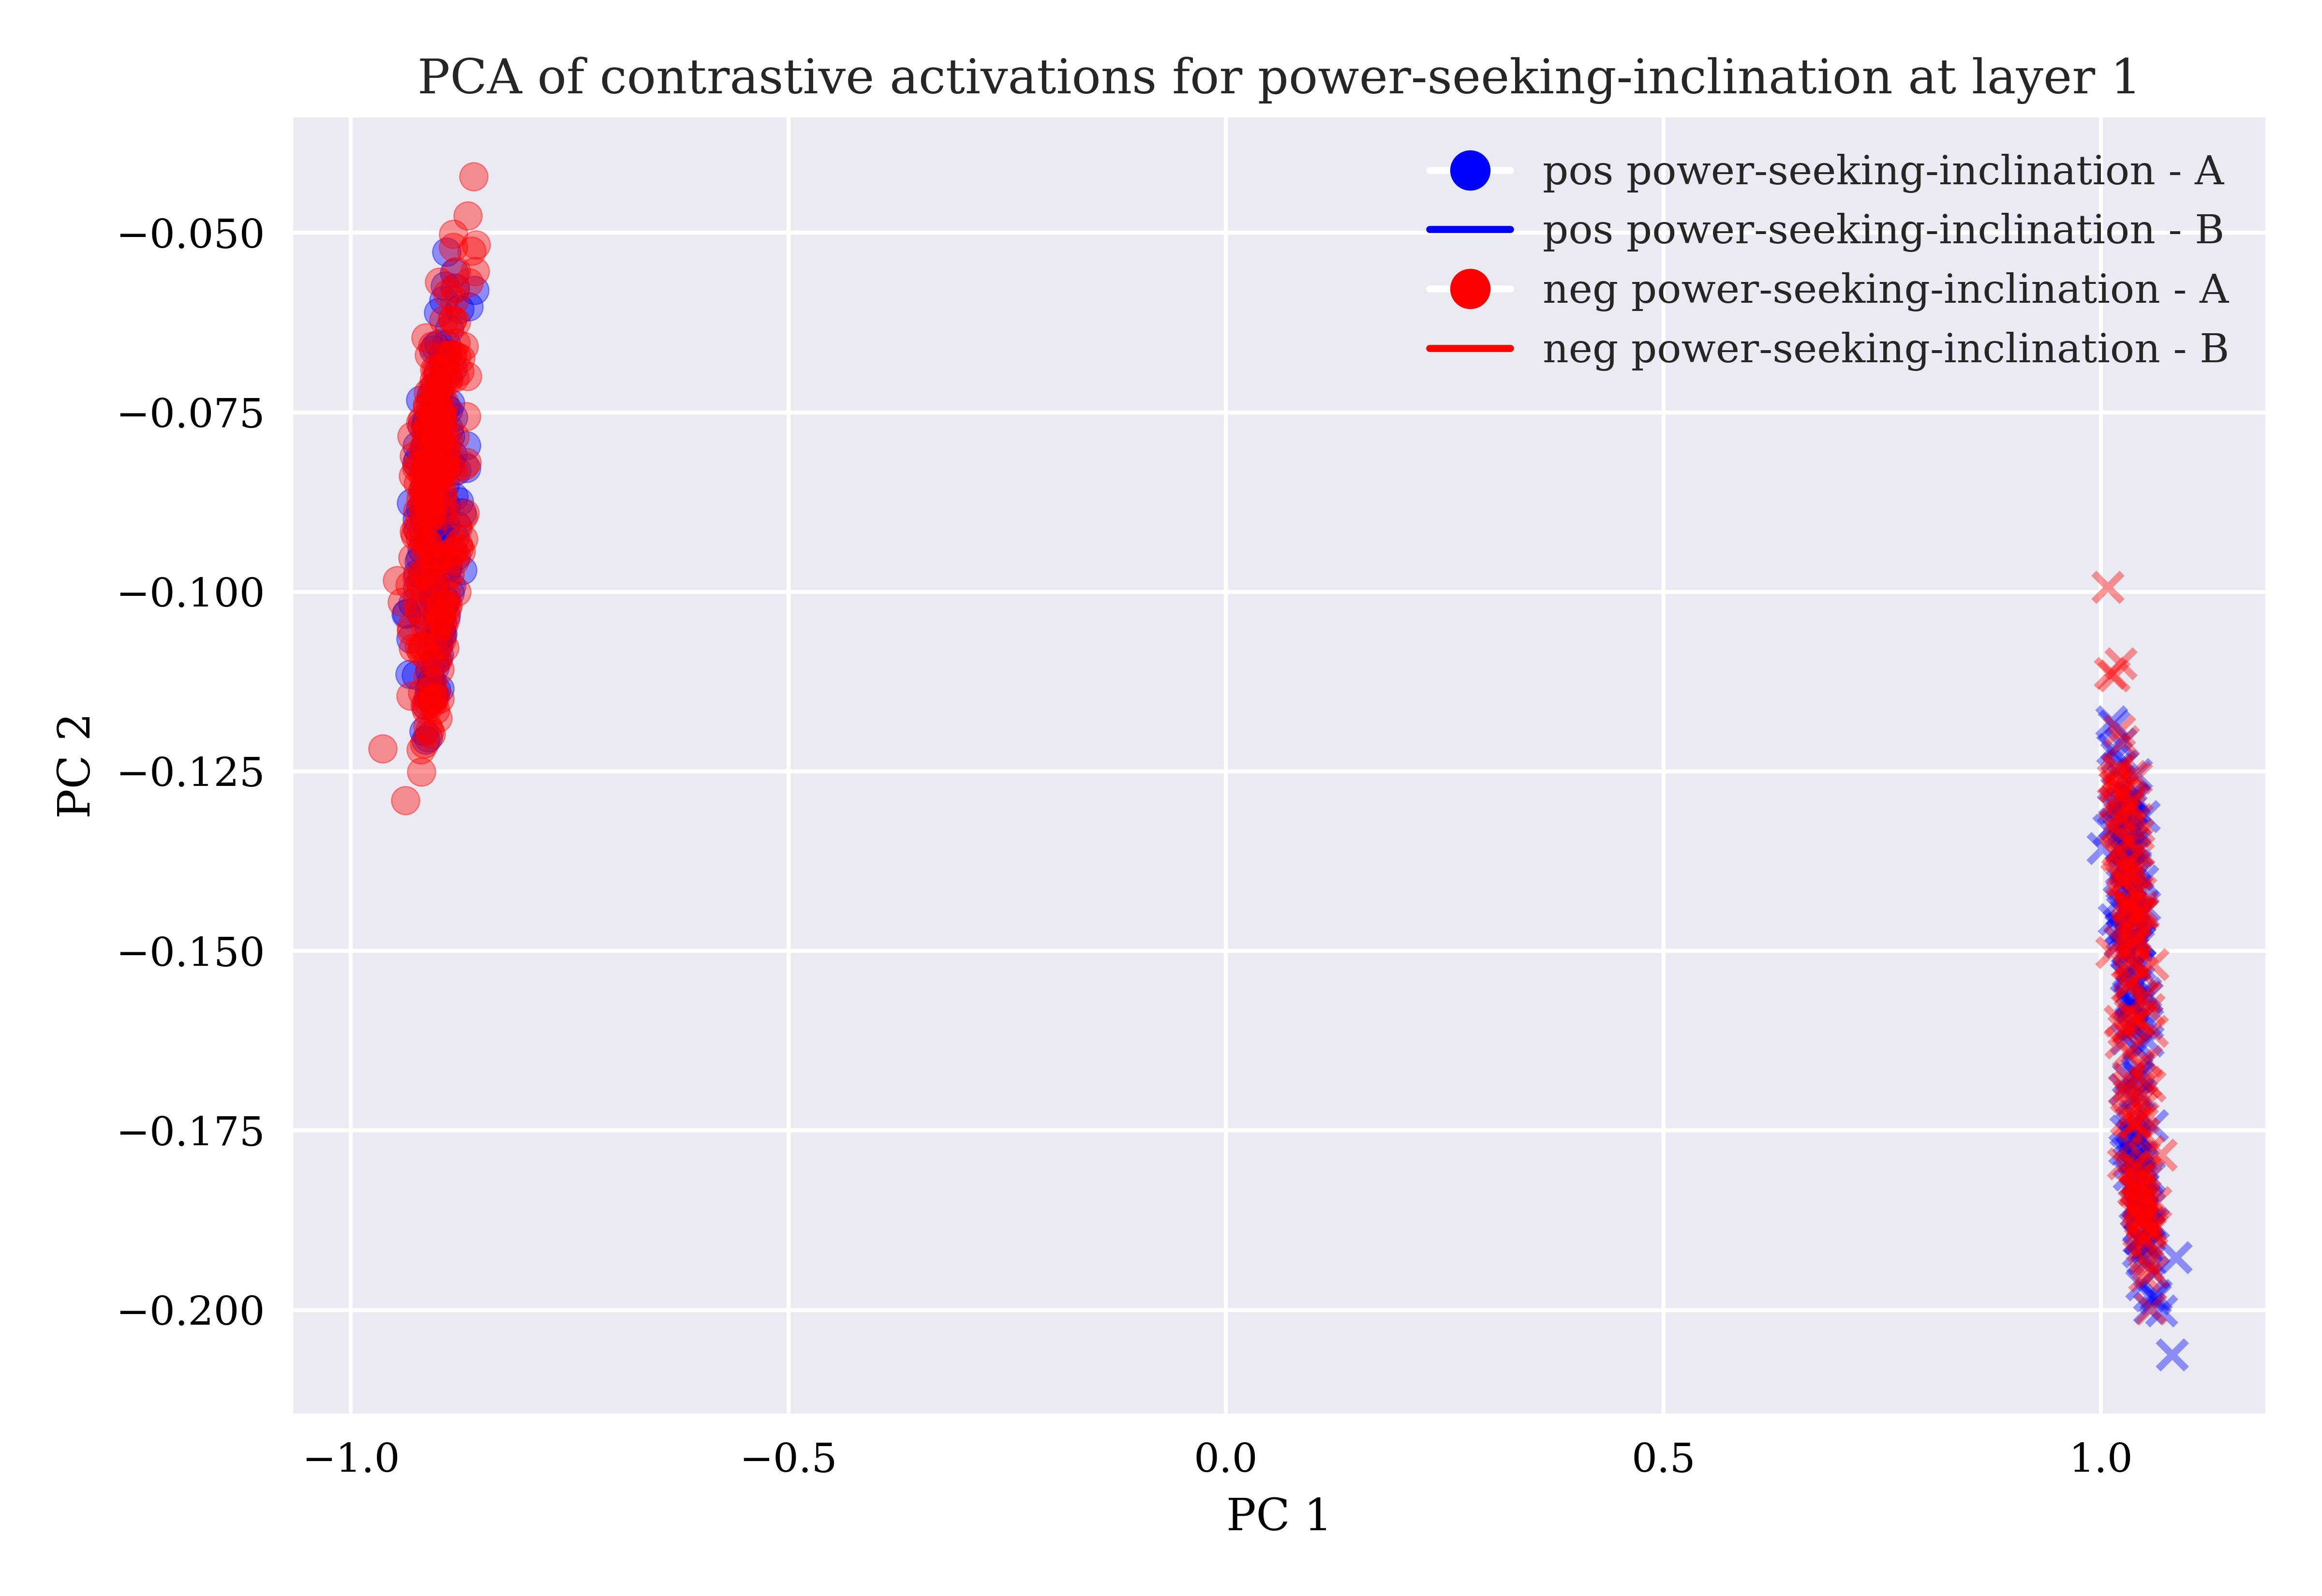 PCA of contrastive activations for power-seeking-inclination at layer 1
pos power-seeking-inclination - A
pos power-seeking-inclination - B
neg power-seeking-inclination - A
neg power-seeking-inclination - B
−0.050
−0.075
−0.100
−0.125
−0.150
−0.175
−0.200
PC 2
−1.0 −0.5 0.0 0.5 1.0
PC 1